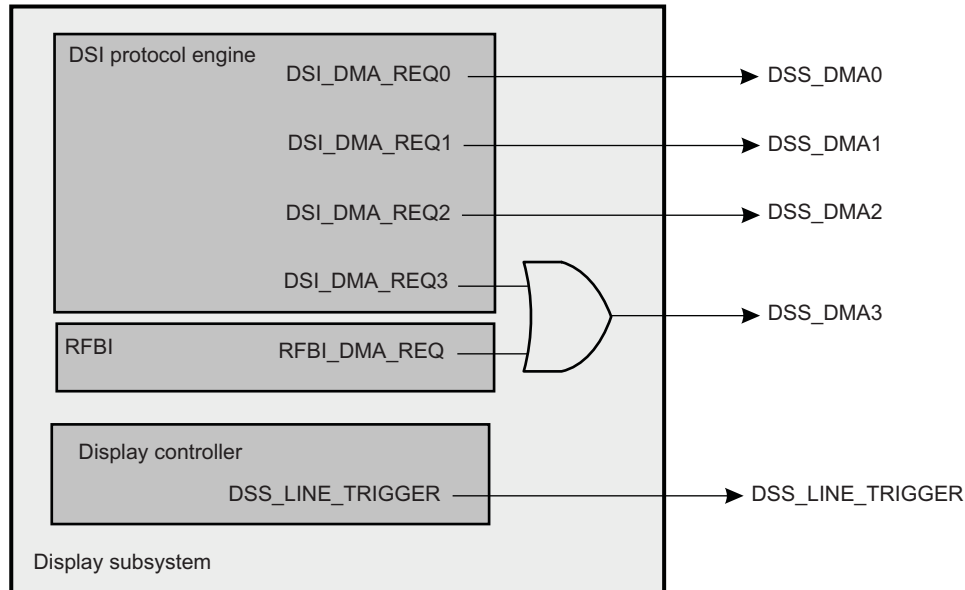 DSI protocol engine
DSI_DMA_REQ0
DSS_DMA0
DSI_DMA_REQ1
DSS_DMA1
DSI_DMA_REQ2
DSS_DMA2
DSI_DMA_REQ3
DSS_DMA3
RFBI
RFBI_DMA_REQ
Display controller
DSS_LINE_TRIGGER
DSS_LINE_TRIGGER
Display subsystem